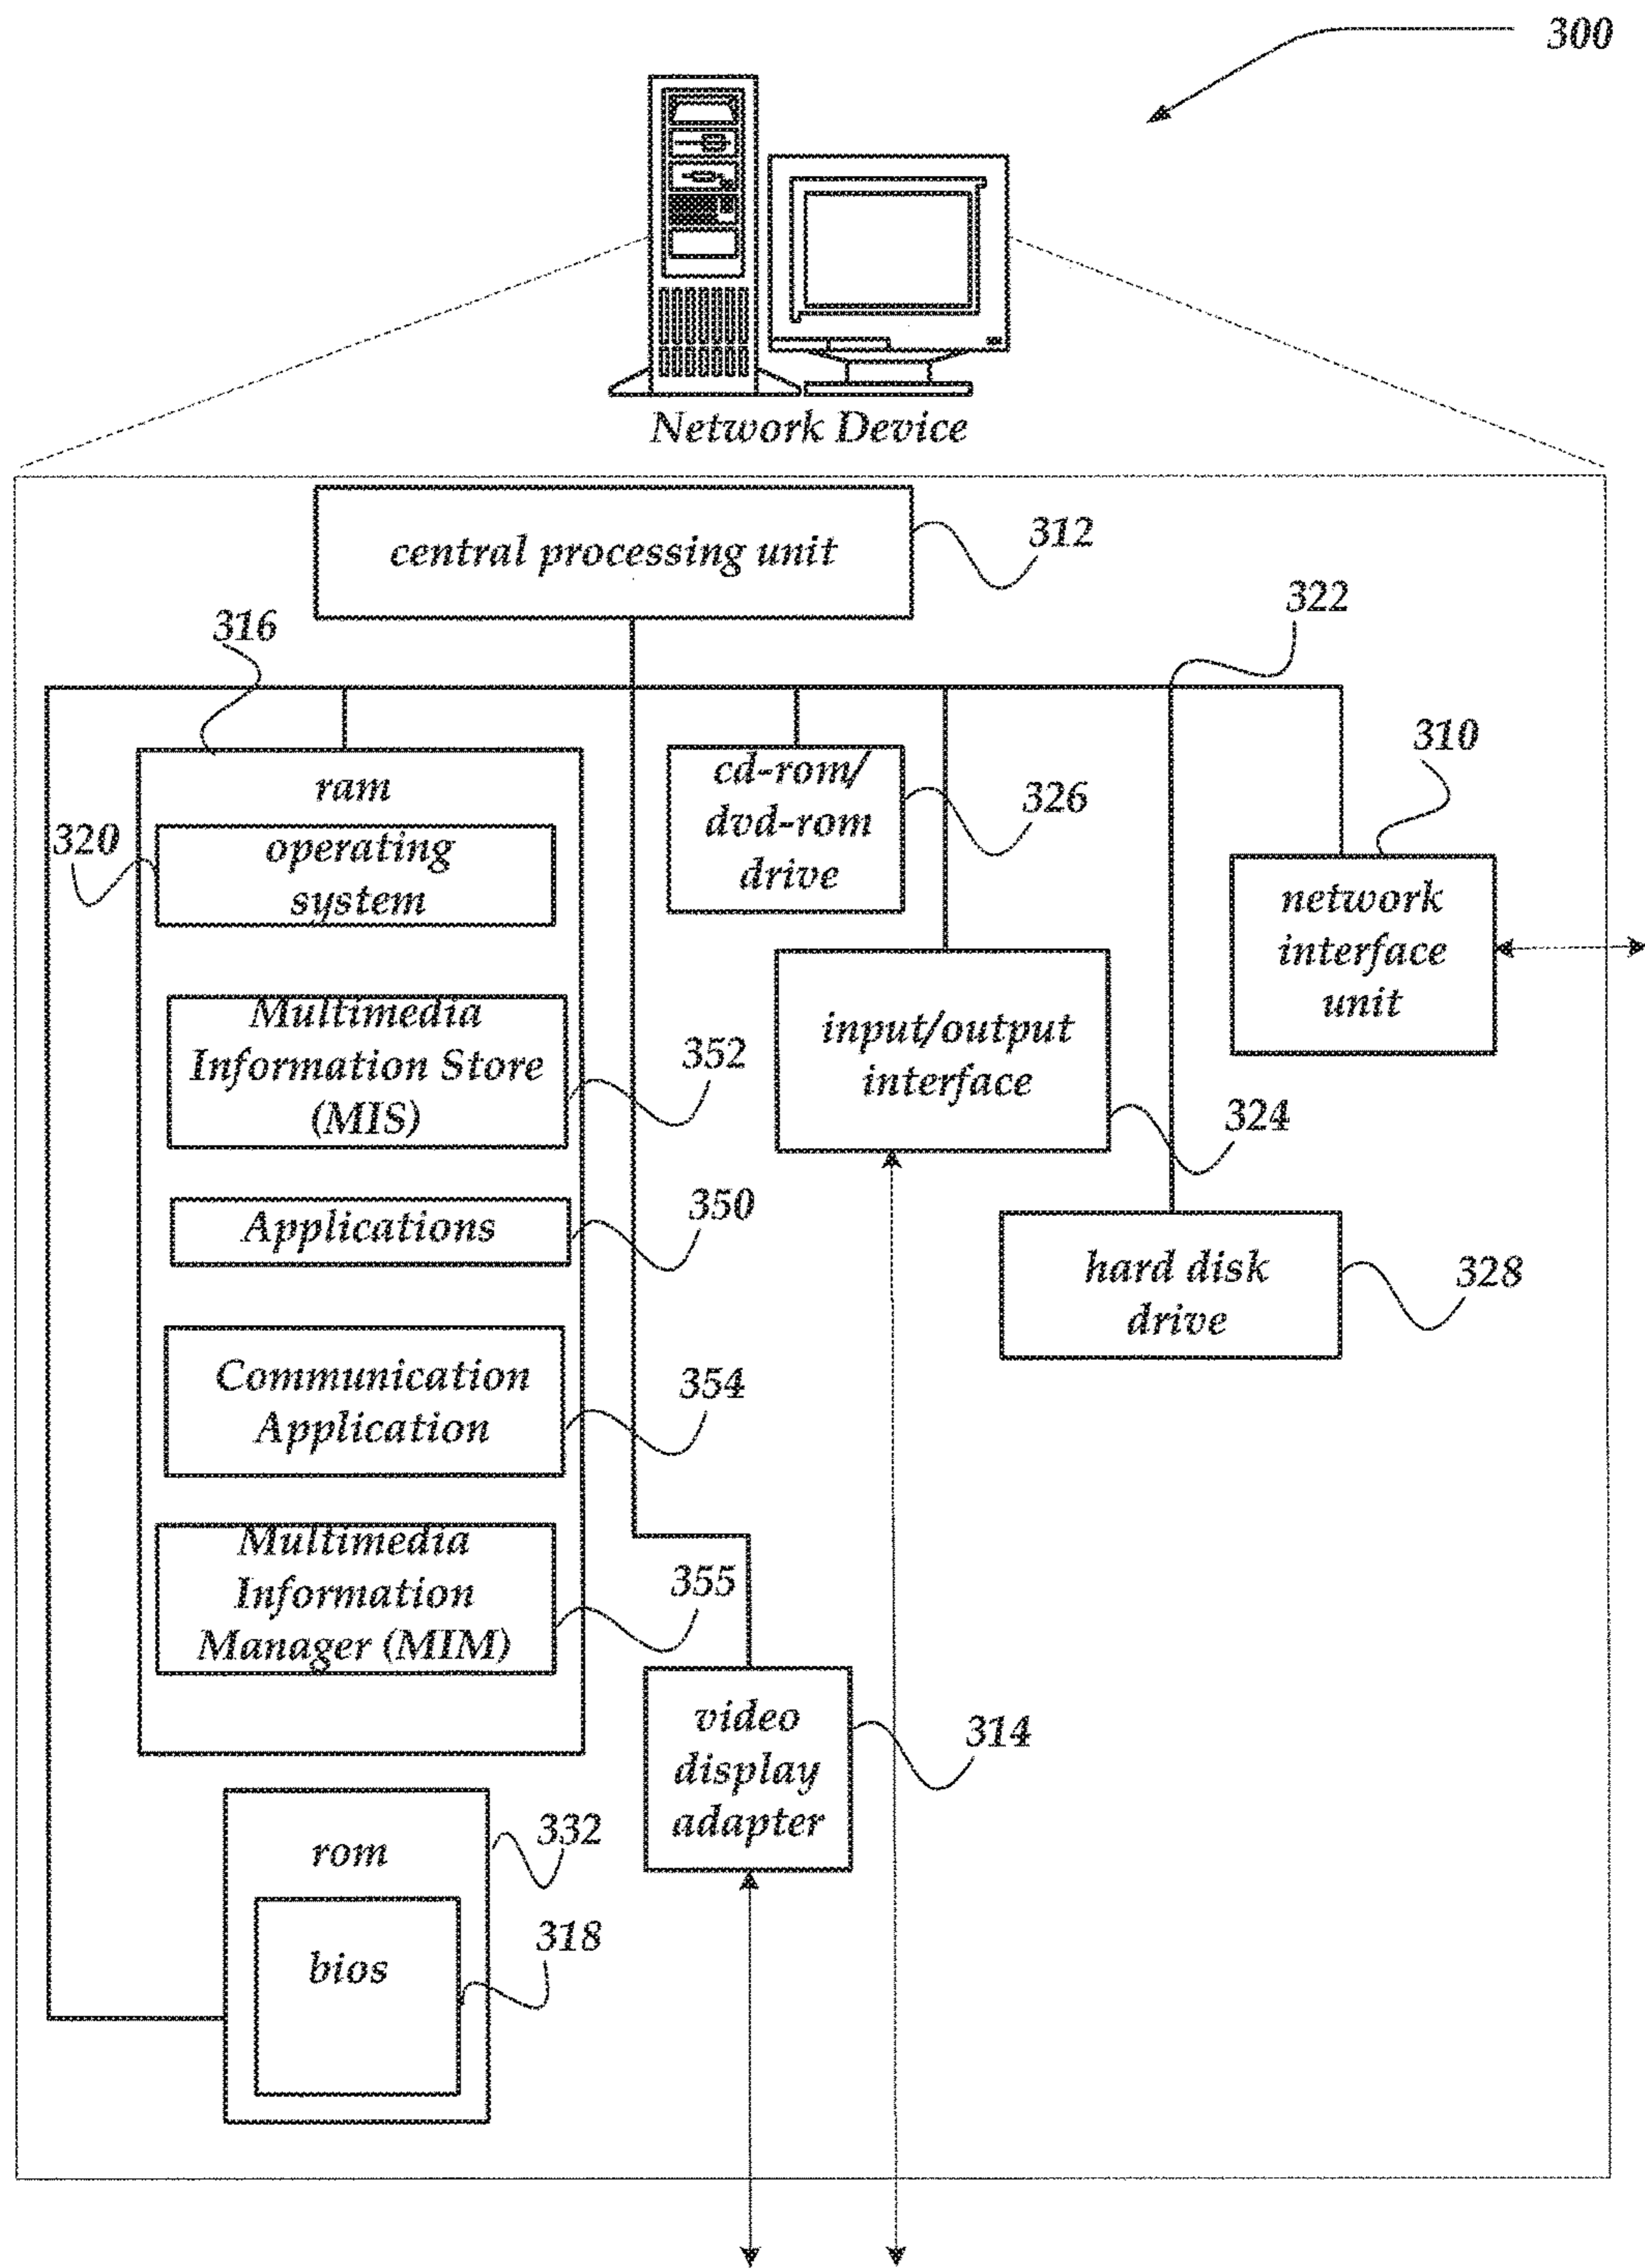 300
Network Device
central processing unit
312
322
316
310
ram
cd-rom/
dvd-rom
drive
326
320
operating
system
network
interface
unit
Multimedia
Information Store
(MIS)
352
input/output
interface
324
Applications
350
hard disk
drive
328
Communication
Application
354
Multimedia
Information
Manager (MIM)
355
video
display
adapter
314
rom
332
bios
318